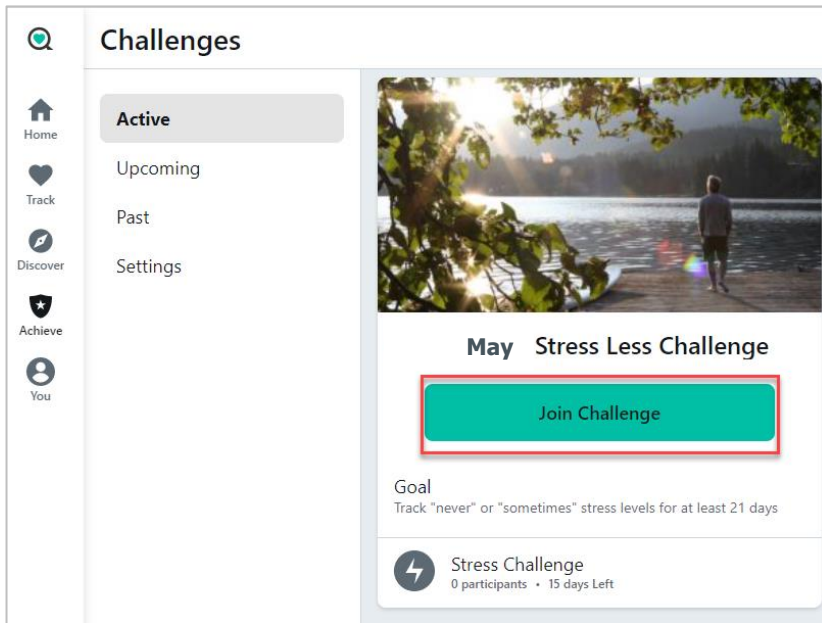 Challenges
Home
Track
Discover
Achieve
You
Active
Upcoming
Past
Settings
May Stress Less Challenge
Join Challenge
Goal
Track "never" or "sometimes" stress levels for at least 21 days
Stress Challenge
0 participants • 15 days Left